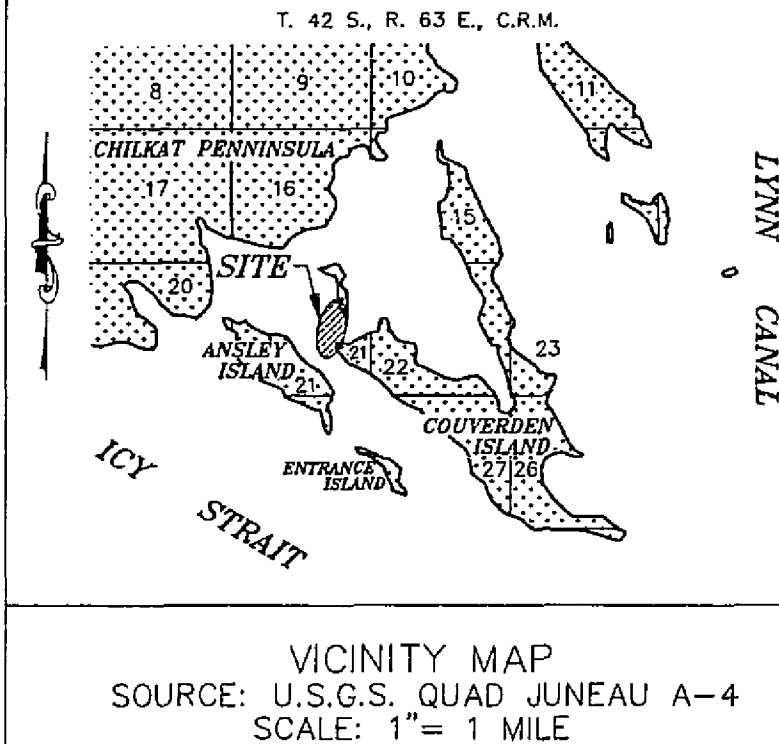 T. 42 S., R. 63 E., C.R.M.
8
9
10
11
CHILKAT PENNINSULA
17
16
15
LYNN CANAL
SITE
20
ANSLEY
ISLAND
21
21
22
23
COUVERDEN
ISLAND
ENTRANCE
ISLAND
27
26
ICY
STRAIT
VICINITY MAP
SOURCE: U.S.G.S. QUAD JUNEAU A-4
SCALE: 1"= 1 MILE